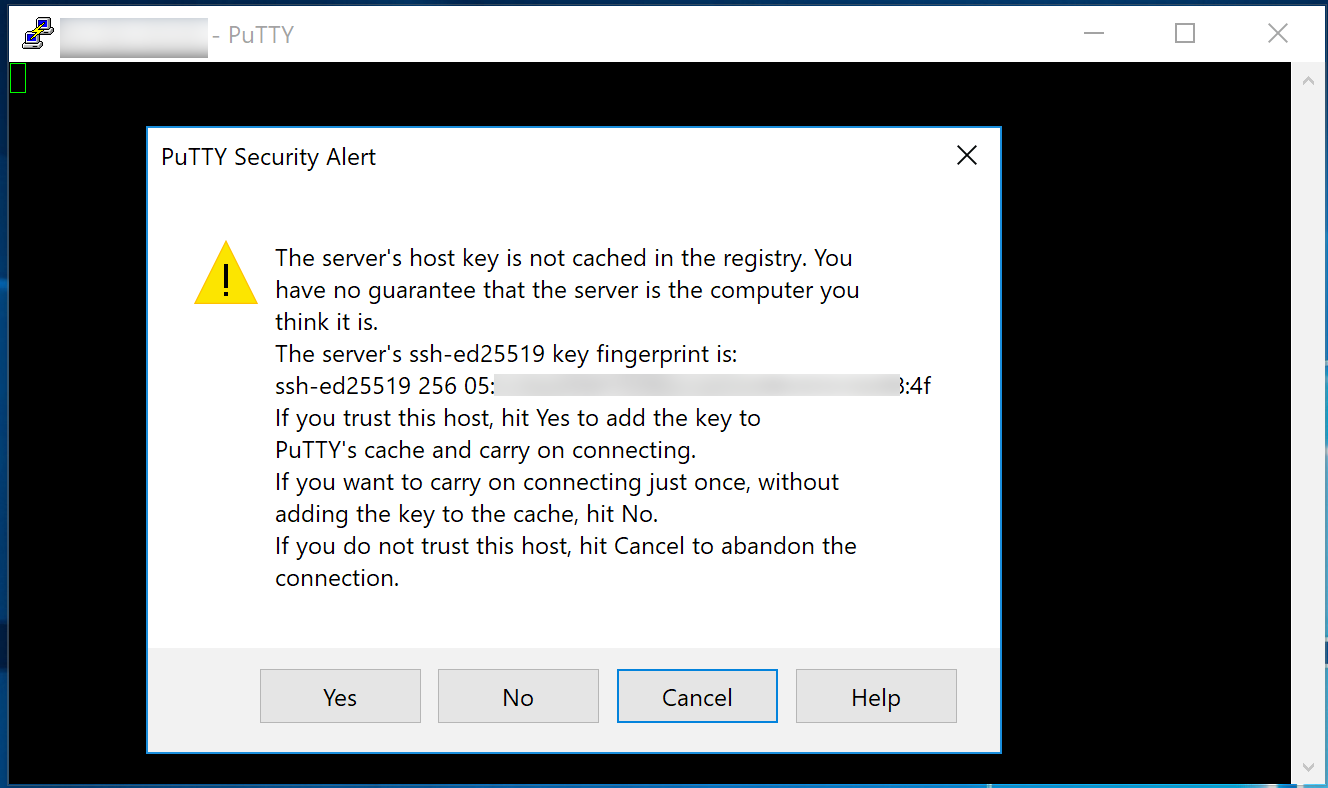 - PuTTY
PuTTY Security Alert
The server's host key is not cached in the registry. You
have no guarantee that the server is the computer you
think it is.
The server's ssh-ed25519 key fingerprint is:
ssh-ed25519 256 05: :4f
If you trust this host, hit Yes to add the key to
PuTTY's cache and carry on connecting.
If you want to carry on connecting just once, without
adding the key to the cache, hit No.
If you do not trust this host, hit Cancel to abandon the
connection.
Yes No Cancel Help